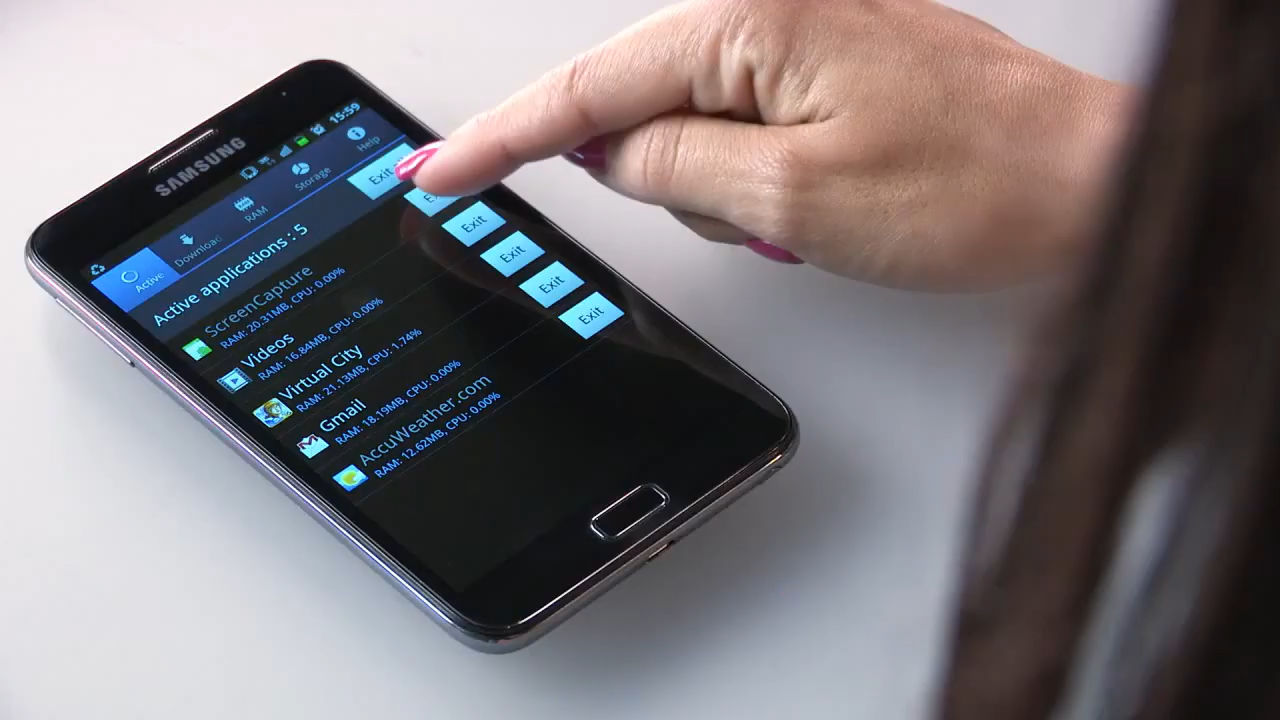 SAMSUNG
15:59
Active
Download
RAM
Storage
Help
Active applications : 5
Exit
ScreenCapture
RAM: 20.31MB, CPU: 0.00%
Videos
RAM: 16.84MB, CPU: 0.00%
Exit
Virtual City
RAM: 21.13MB, CPU: 1.74%
Exit
Gmail
RAM: 18.19MB, CPU: 0.00%
Exit
AccuWeather.com
RAM: 12.62MB, CPU: 0.00%
Exit